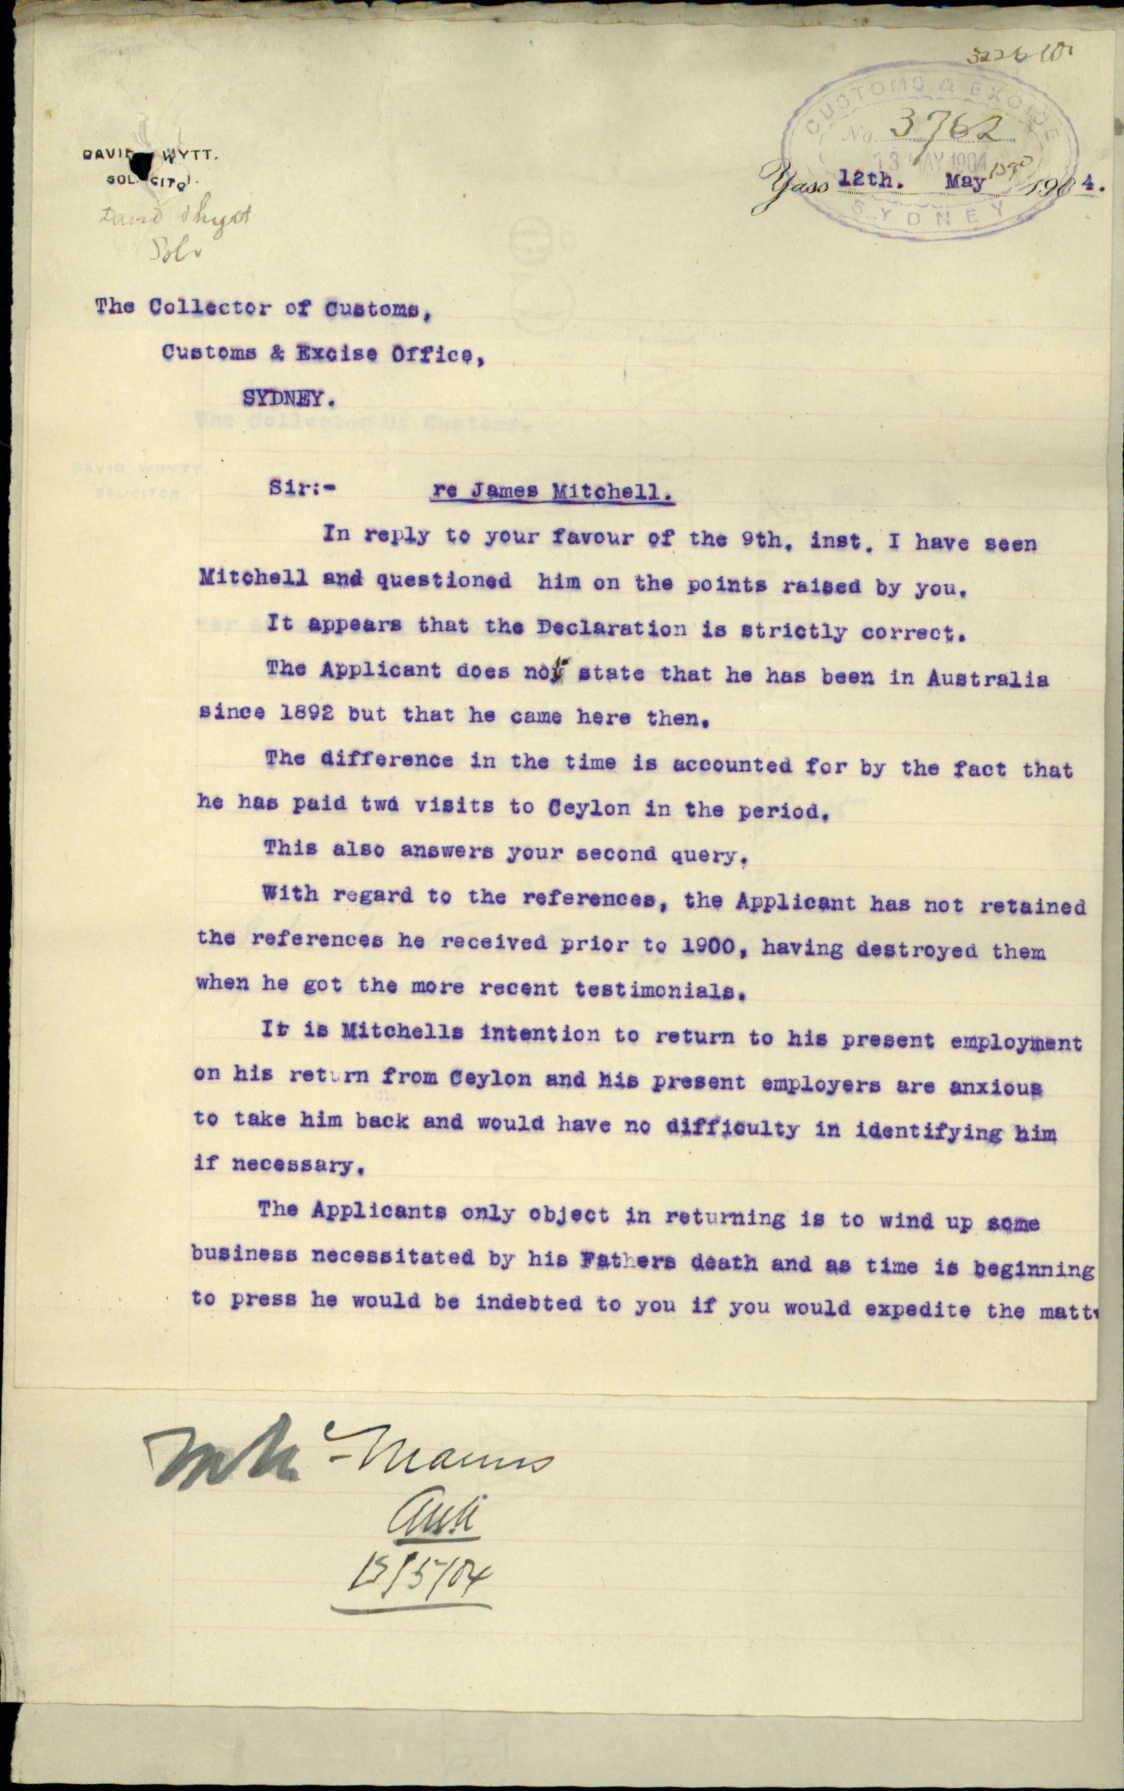 CUSTOMS & EXCISE
No. 3762
13 MAY 1904
SYDNEY
DAVID WYTT.
SOLICITOR.
David Whytt
Solr
Yass 12th. May 1904.
The Collector of Customs,
Customs & Excise Office,
SYDNEY.
Sir:- re James Mitchell.
In reply to your favour of the 9th. inst. I have seen
Mitchell and questioned him on the points raised by you.
It appears that the Declaration is strictly correct.
The Applicant does not state that he has been in Australia
since 1892 but that he came here then.
The difference in the time is accounted for by the fact that
he has paid two visits to Ceylon in the period.
This also answers your second query.
With regard to the references, the Applicant has not retained
the references he received prior to 1900, having destroyed them
when he got the more recent testimonials.
It is Mitchells intention to return to his present employment
on his return from Ceylon and his present employers are anxious
to take him back and would have no difficulty in identifying him
if necessary.
The Applicants only object in returning is to wind up some
business necessitated by his Fathers death and as time is beginning
to press he would be indebted to you if you would expedite the matt
13/5/04